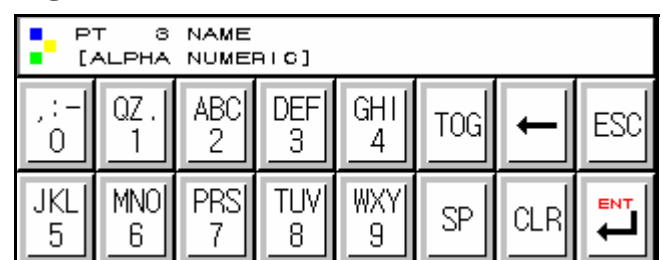 PT 3 NAME
[ALPHA NUMERIC]
,:- QZ. ABC DEF GHI TOG ← ESC
0 1 2 3 4
JKL MNO PRS TUV WXY SP CLR ENT
5 6 7 8 9